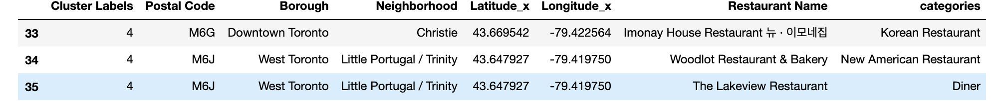 Cluster Labels Postal Code Borough Neighborhood Latitude_x Longitude_x Restaurant Name categories
33 4 M6G Downtown Toronto Christie 43.669542 -79.422564 Imonay House Restaurant 뉴 · 이모네집 Korean Restaurant
34 4 M6J West Toronto Little Portugal / Trinity 43.647927 -79.419750 Woodlot Restaurant & Bakery New American Restaurant
35 4 M6J West Toronto Little Portugal / Trinity 43.647927 -79.419750 The Lakeview Restaurant Diner